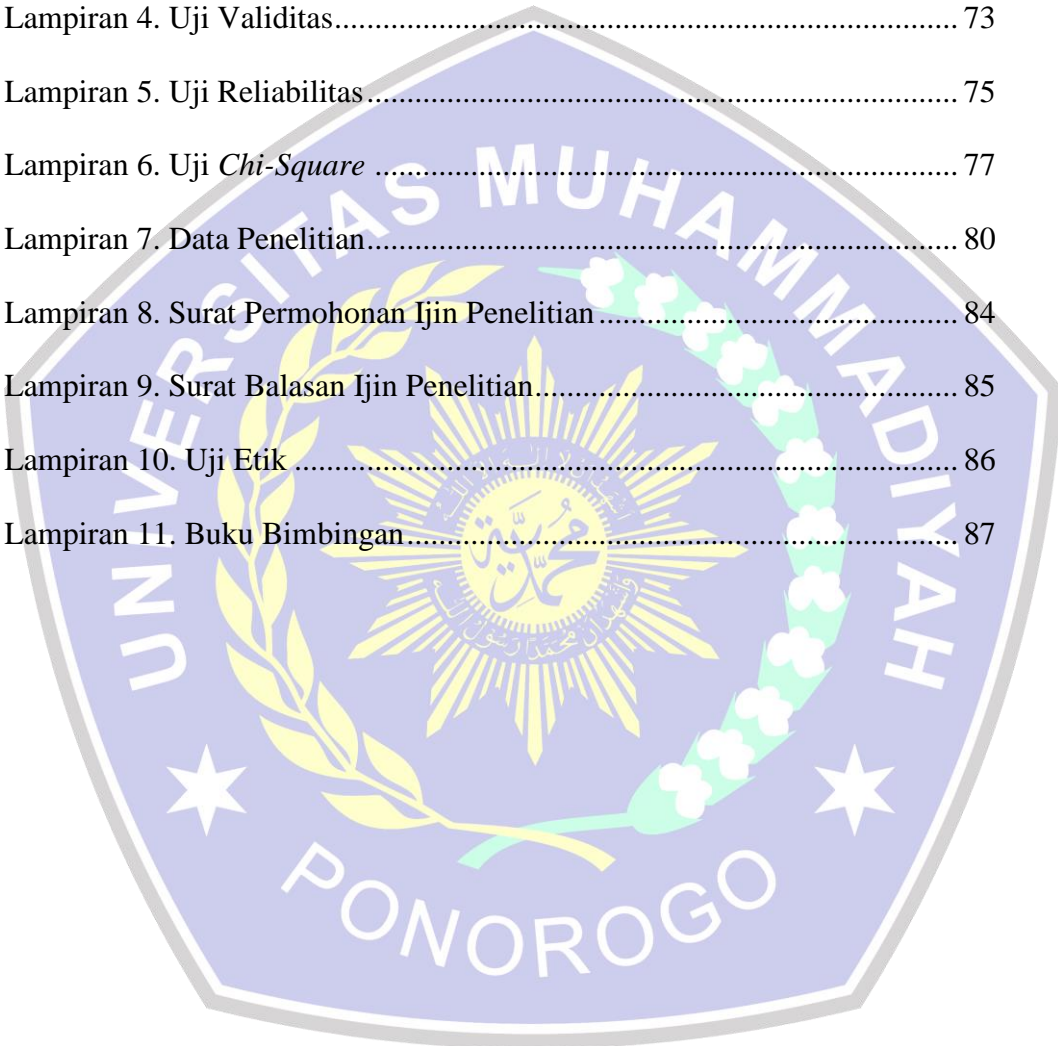 Lampiran 4. Uji Validitas.......................................................................................... 73
Lampiran 5. Uji Reliabilitas..................................................................................... 75
Lampiran 6. Uji Chi-Square .................................................................................... 77
Lampiran 7. Data Penelitian..................................................................................... 80
Lampiran 8. Surat Permohonan Ijin Penelitian .................................................... 84
Lampiran 9. Surat Balasan Ijin Penelitian............................................................. 85
Lampiran 10. Uji Etik ................................................................................................ 86
Lampiran 11. Buku Bimbingan................................................................................ 87
UNIVERSITAS MUHAMMADIYAH
PONOROGO
محمدية